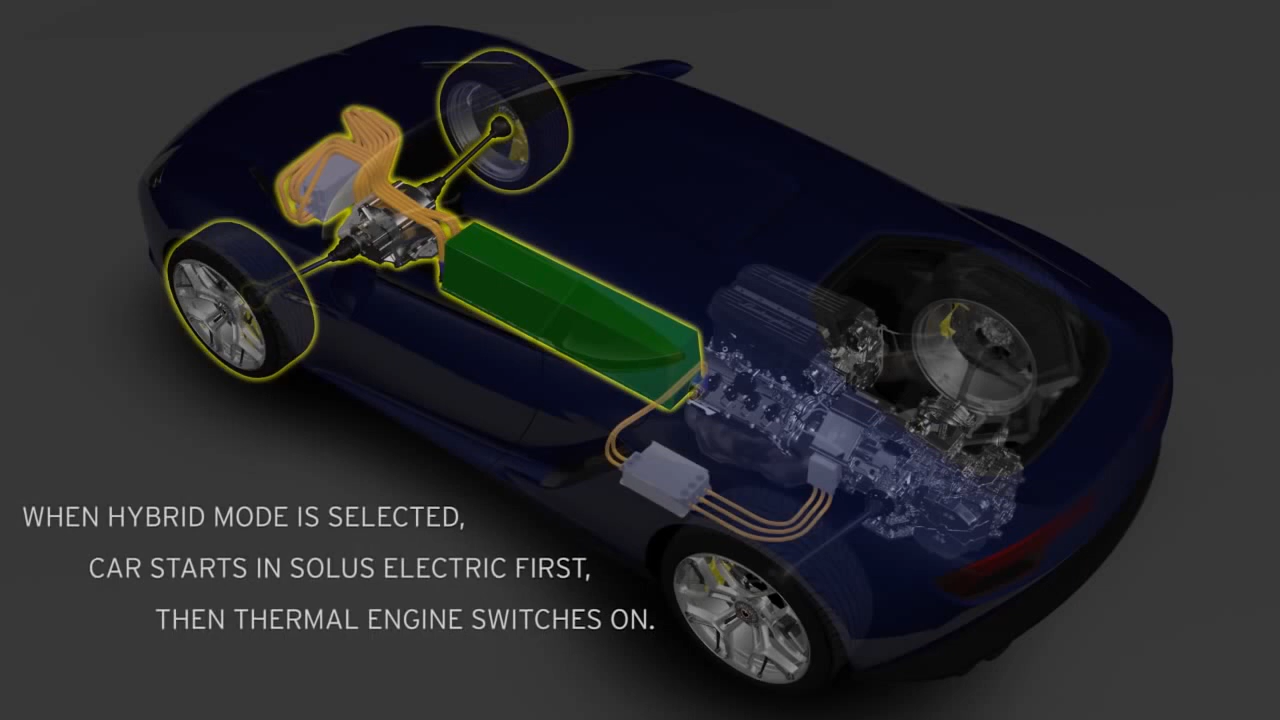 WHEN HYBRID MODE IS SELECTED,
CAR STARTS IN SOLUS ELECTRIC FIRST,
THEN THERMAL ENGINE SWITCHES ON.